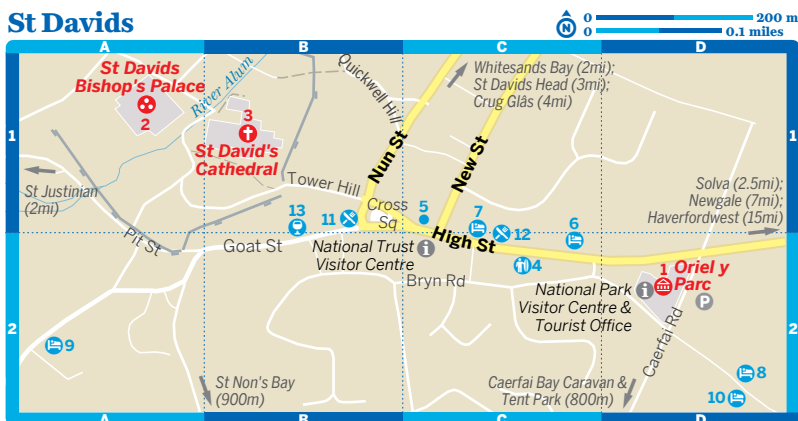 St Davids
N
0 200 m
0 0.1 miles
A B C D
1
1
2
2
A B C D
St Davids
Bishop's Palace
2
River Alum
3
St David's
Cathedral
Quickwell Hill
Nun St
New St
Whitesands Bay (2mi);
St Davids Head (3mi);
Crug Glâs (4mi)
St Justinian
(2mi)
Tower Hill
Cross
Sq
Solva (2.5mi);
Newgale (7mi);
Haverfordwest (15mi)
Pit St
Goat St
13
11
5
7
12
6
High St
National Trust
Visitor Centre
4
Bryn Rd
1
Oriel y
Parc
National Park
Visitor Centre &
Tourist Office
P
Caerfai Rd
9
8
10
St Non's Bay
(900m)
Caerfai Bay Caravan &
Tent Park (800m)